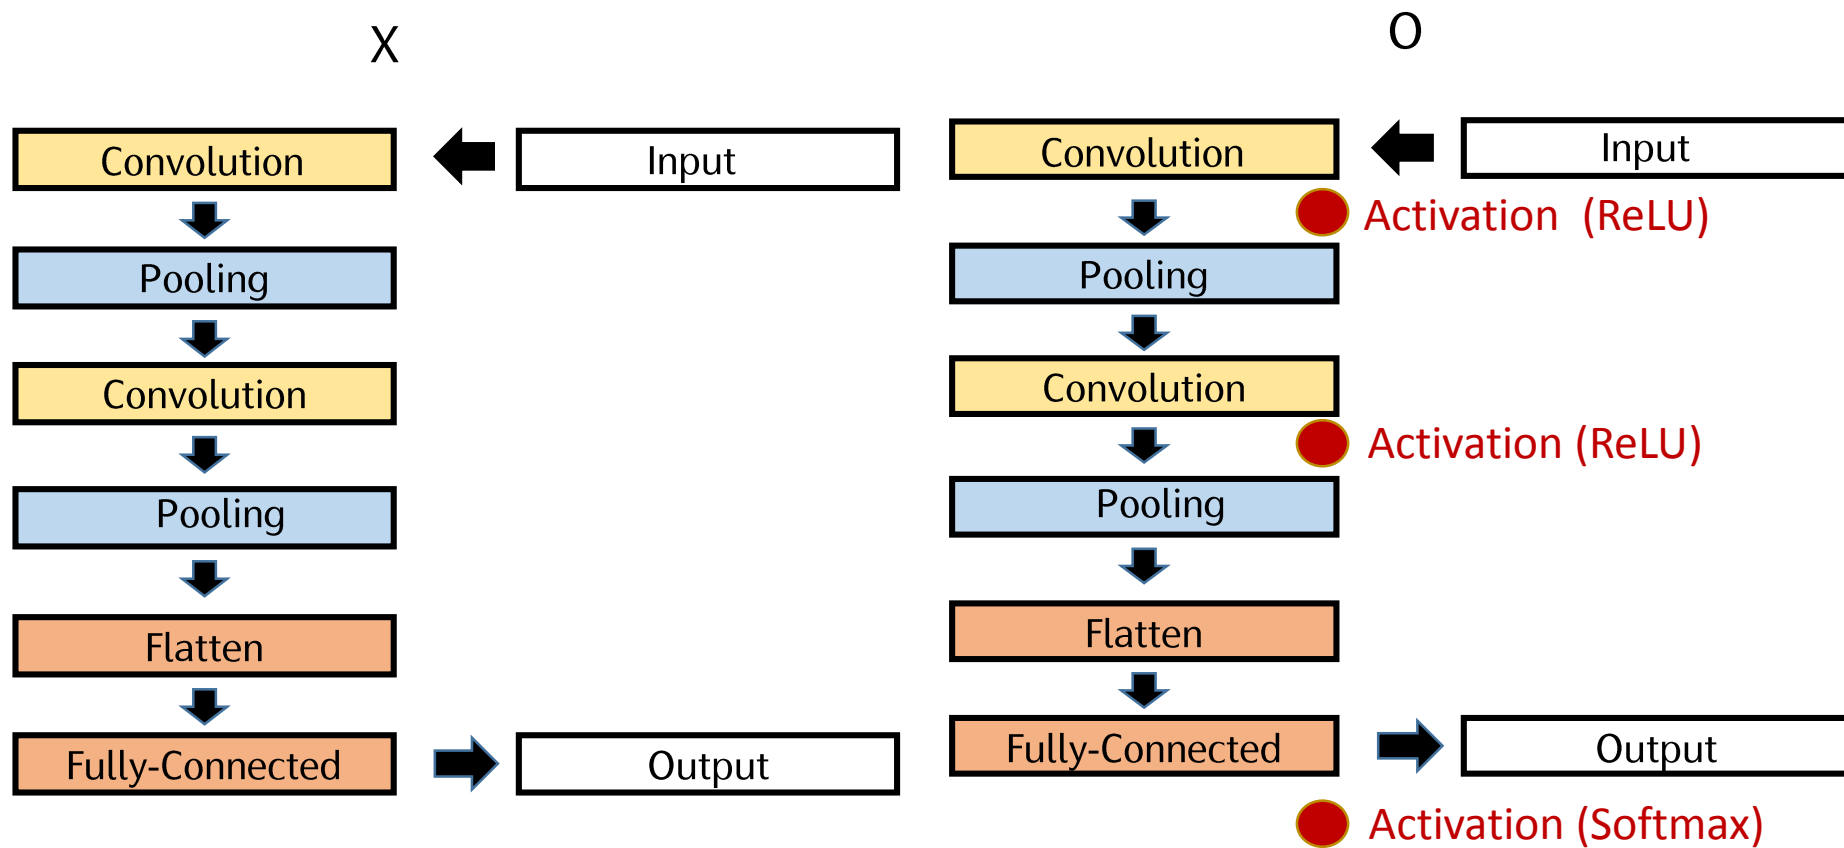 X
Convolution
Input
Pooling
Convolution
Pooling
Flatten
Fully-Connected
Output
O
Convolution
Input
Activation (ReLU)
Pooling
Convolution
Activation (ReLU)
Pooling
Flatten
Fully-Connected
Output
Activation (Softmax)